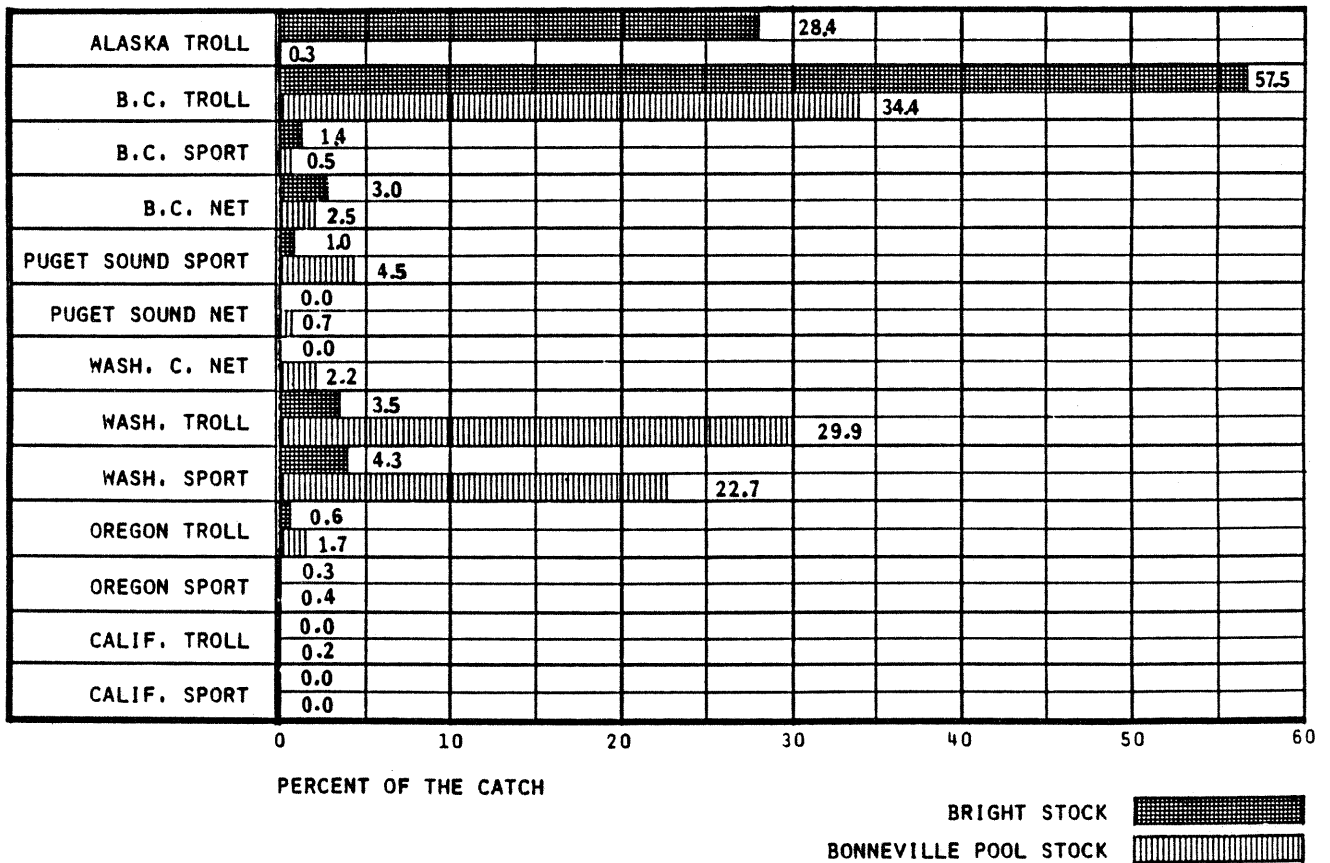 ALASKA TROLL
28.4
0.3
B.C. TROLL
57.5
34.4
B.C. SPORT
1.4
0.5
B.C. NET
3.0
2.5
PUGET SOUND SPORT
1.0
4.5
PUGET SOUND NET
0.0
0.7
WASH. C. NET
0.0
2.2
WASH. TROLL
3.5
29.9
WASH. SPORT
4.3
22.7
OREGON TROLL
0.6
1.7
OREGON SPORT
0.3
0.4
CALIF. TROLL
0.0
0.2
CALIF. SPORT
0.0
0.0
0 10 20 30 40 50 60
PERCENT OF THE CATCH
BRIGHT STOCK
BONNEVILLE POOL STOCK